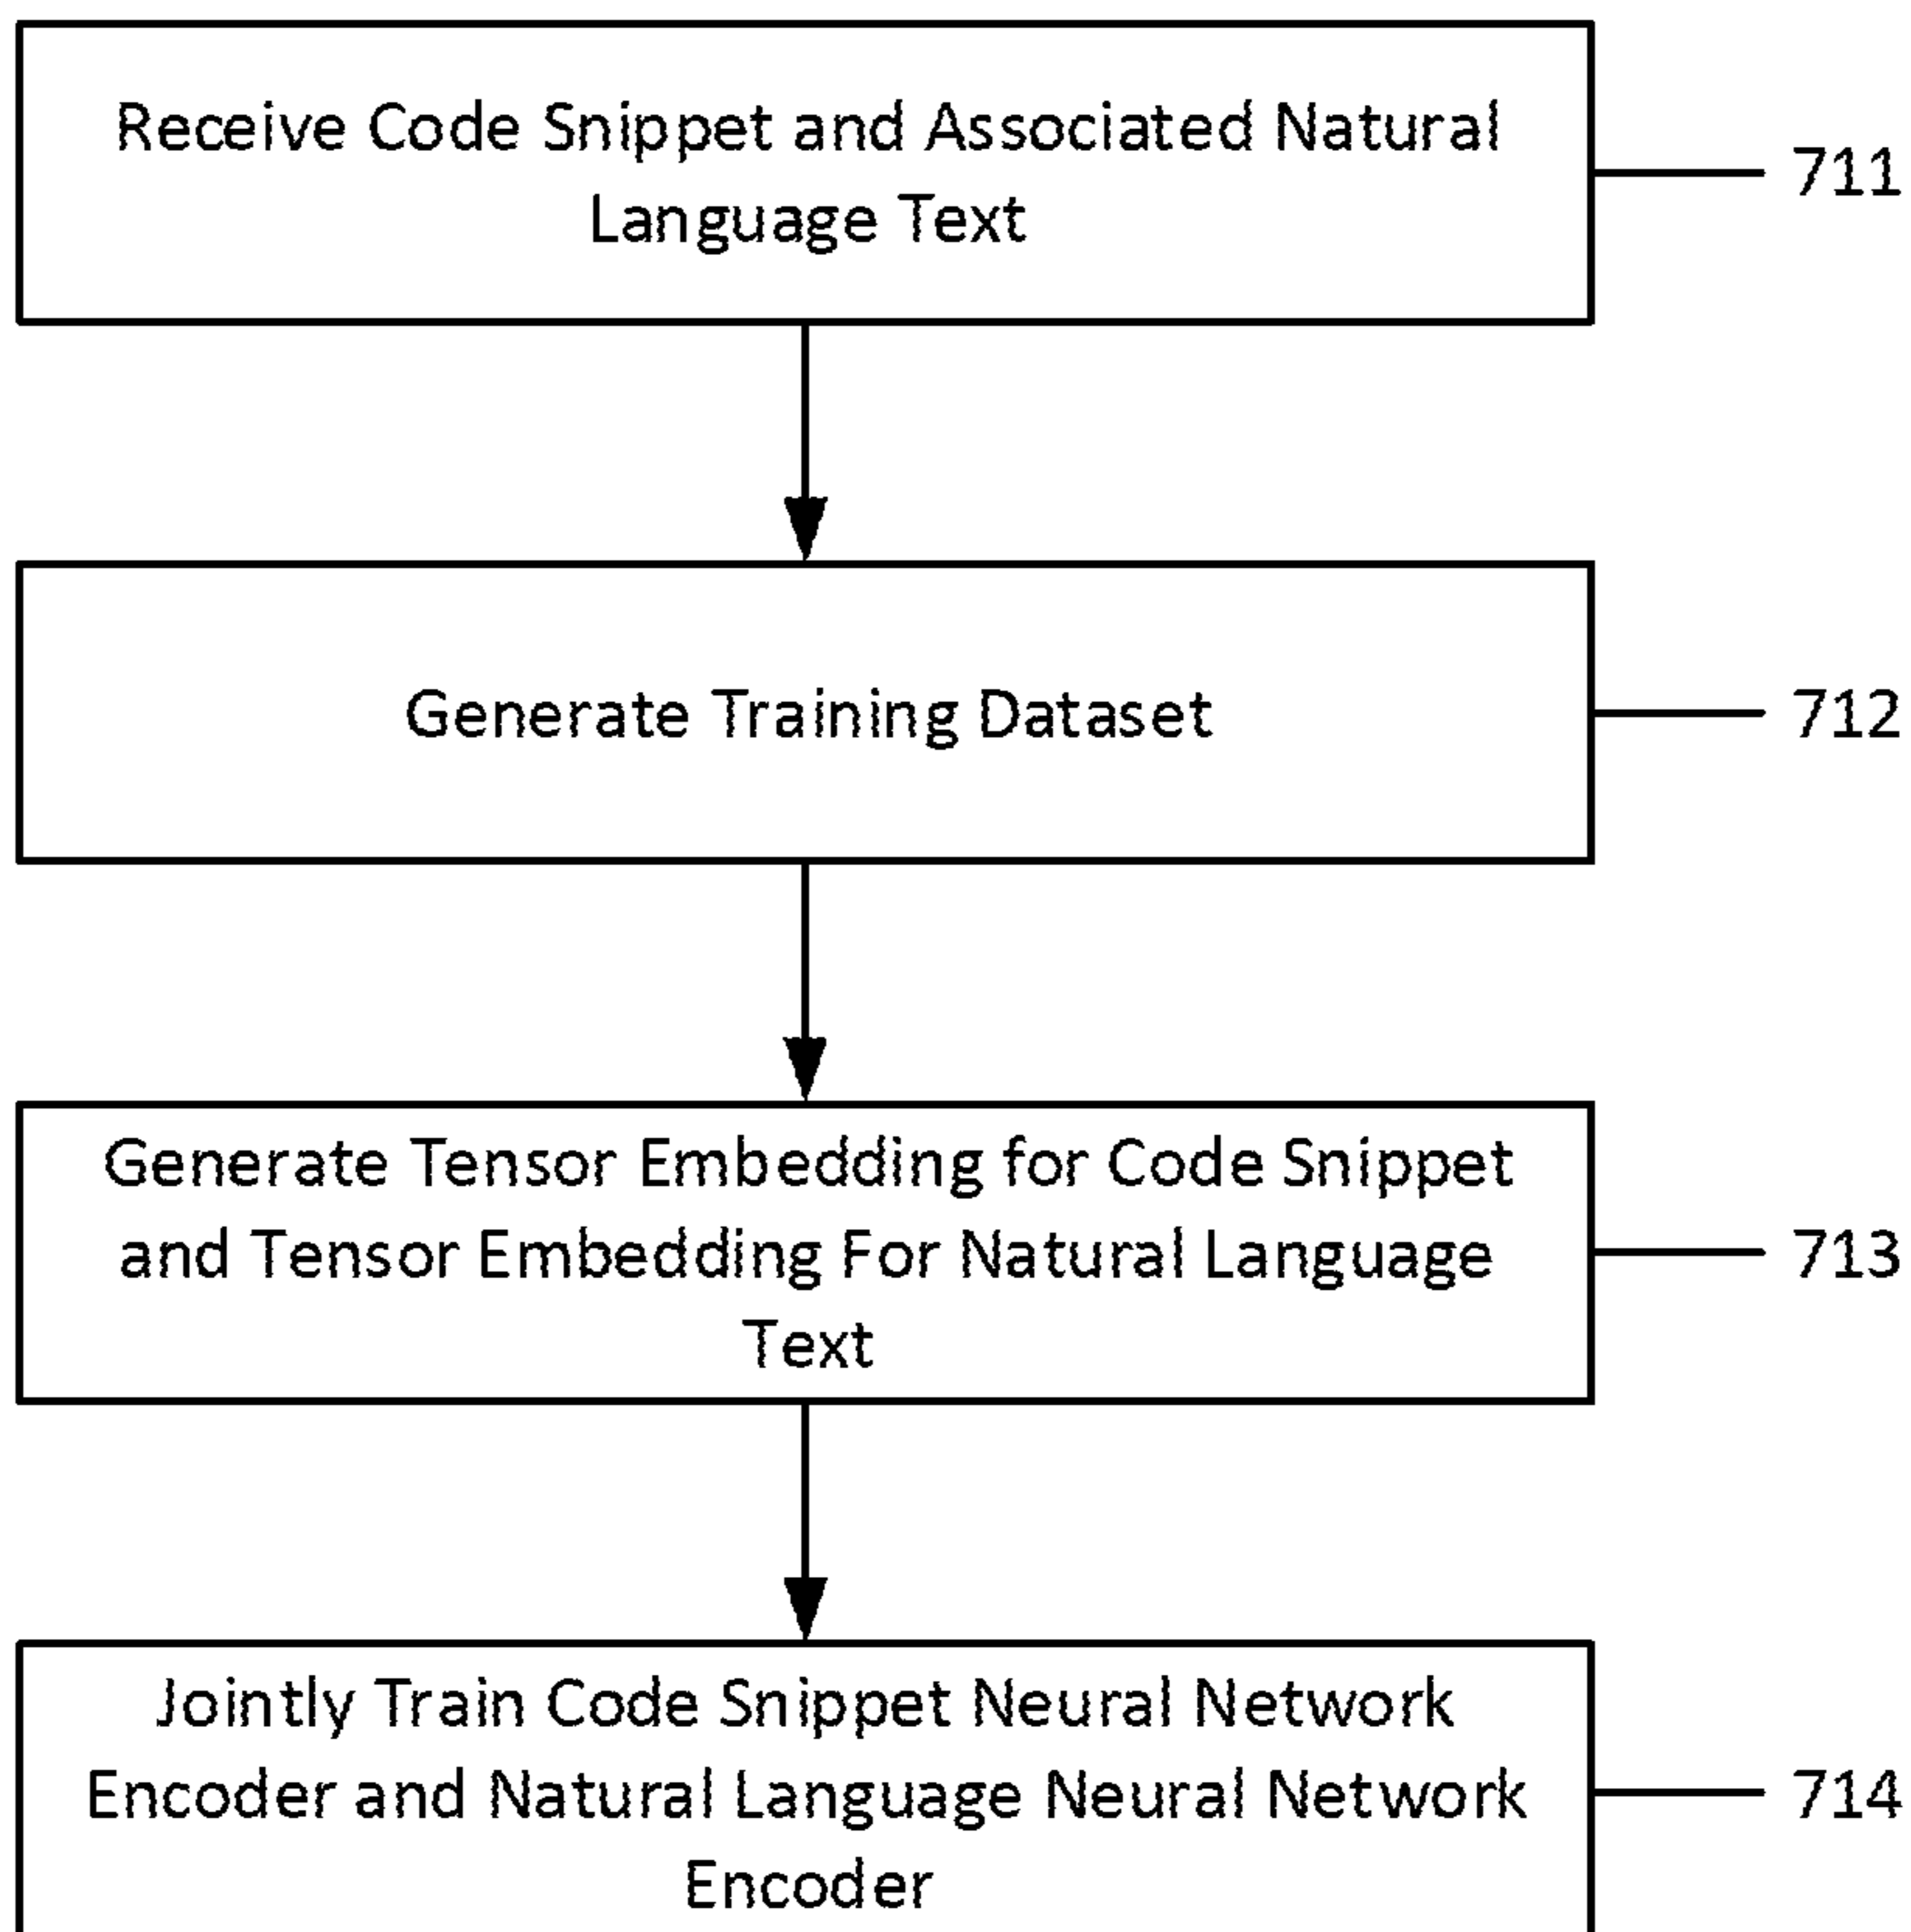 Receive Code Snippet and Associated Natural
Language Text
711
Generate Training Dataset
712
Generate Tensor Embedding for Code Snippet
and Tensor Embedding For Natural Language
Text
713
Jointly Train Code Snippet Neural Network
Encoder and Natural Language Neural Network
Encoder
714